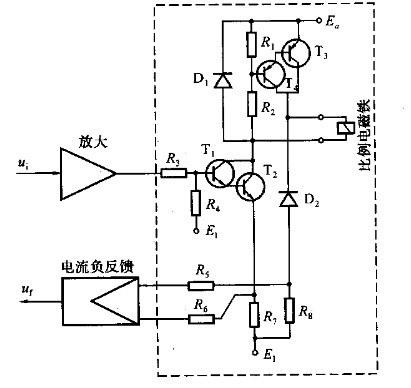 Eₐ
R₁
T₃
D₁
T₄
R₂
比例电磁铁
放大
uᵢ
R₃
T₁
T₂
R₄
D₂
E₁
电流负反馈
R₅
u_f
R₆
R₇
R₈
E₁